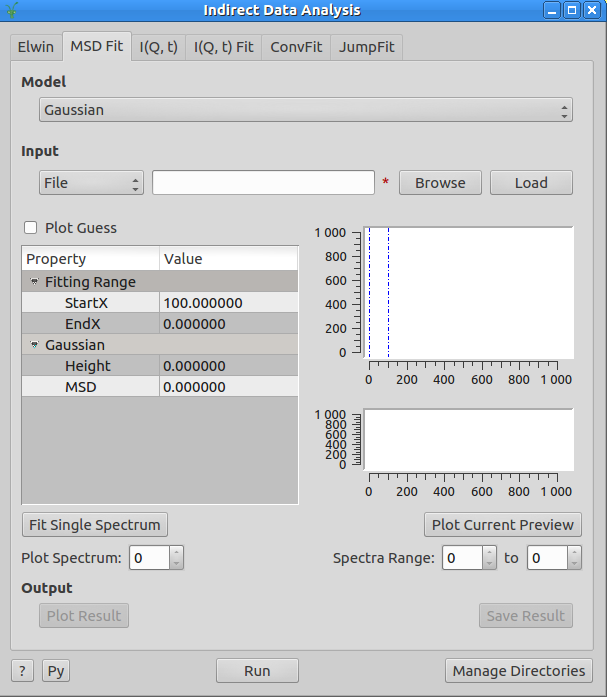 Indirect Data Analysis
Elwin MSD Fit I(Q, t) I(Q, t) Fit ConvFit JumpFit
Model
Gaussian
Input
File * Browse Load
Plot Guess
Property Value
Fitting Range
StartX 100.000000
EndX 0.000000
Gaussian
Height 0.000000
MSD 0.000000
1 000
800
600
400
200
0
0 200 400 600 800 1 000
1 000
800
600
400
200
0
0 200 400 600 800 1 000
Fit Single Spectrum Plot Current Preview
Plot Spectrum: 0 Spectra Range: 0 to 0
Output
Plot Result Save Result
? Py Run Manage Directories